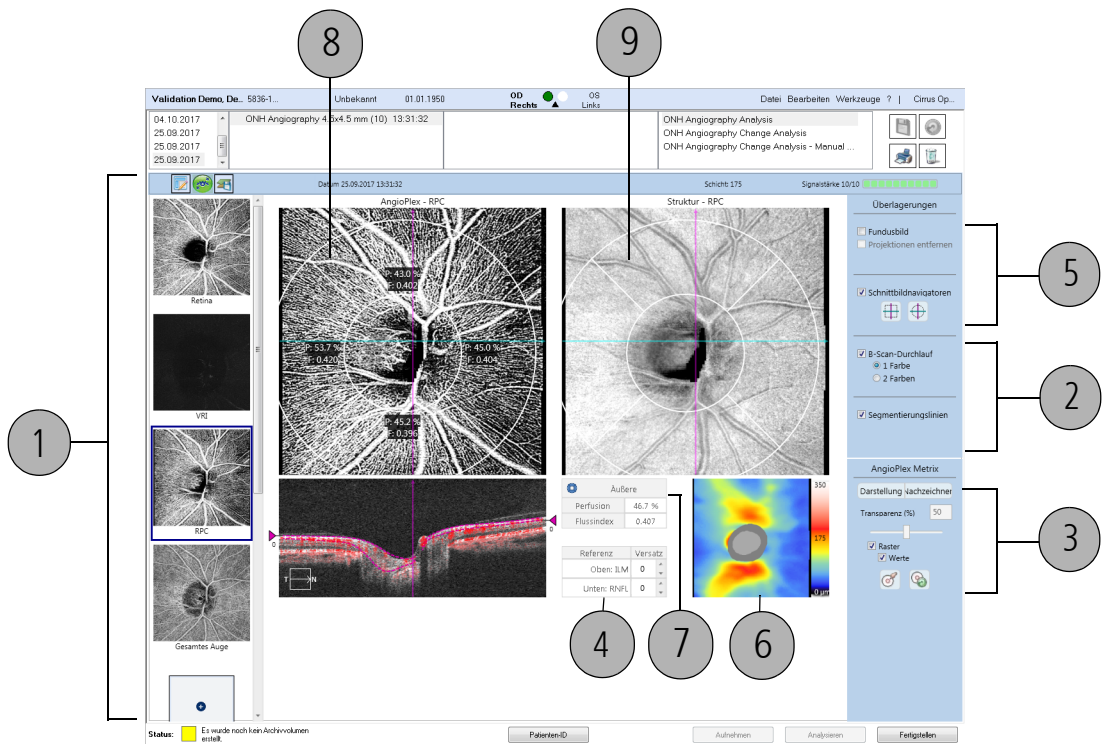 8
9
Validation Demo, De... 5836-1... Unbekannt 01.01.1950 OD Rechts OS Links Datei Bearbeiten Werkzeuge ? | Cirrus Op...
04.10.2017
25.09.2017
25.09.2017
25.09.2017
ONH Angiography 4.5x4.5 mm (10) 13:31:32
ONH Angiography Analysis
ONH Angiography Change Analysis
ONH Angiography Change Analysis - Manual ...
Datum 25.09.2017 13:31:32 Schicht: 175 Signalstärke 10/10
1
Retina
VRI
RPC
Gesamtes Auge
AngioPlex - RPC
P: 43.0 %
F: 0.402
P: 53.7 %
F: 0.420
P: 45.0 %
F: 0.404
P: 45.2 %
F: 0.396
Struktur - RPC
0
0
T N
Äußere
Perfusion 46.7 %
Flussindex 0.407
Referenz Versatz
Oben: ILM 0
Unten: RNFL 0
350
175
0 µm
4
7
6
Überlagerungen
Fundusbild
Projektionen entfernen
Schnittbildnavigatoren
5
B-Scan-Durchlauf
1 Farbe
2 Farben
Segmentierungslinien
2
AngioPlex Metrix
Darstellung Nachzeichner
Transparenz (%) 50
Raster
Werte
3
Status: Es wurde noch kein Archivvolumen
erstellt.
Patienten-ID Aufnehmen Analysieren Fertigstellen